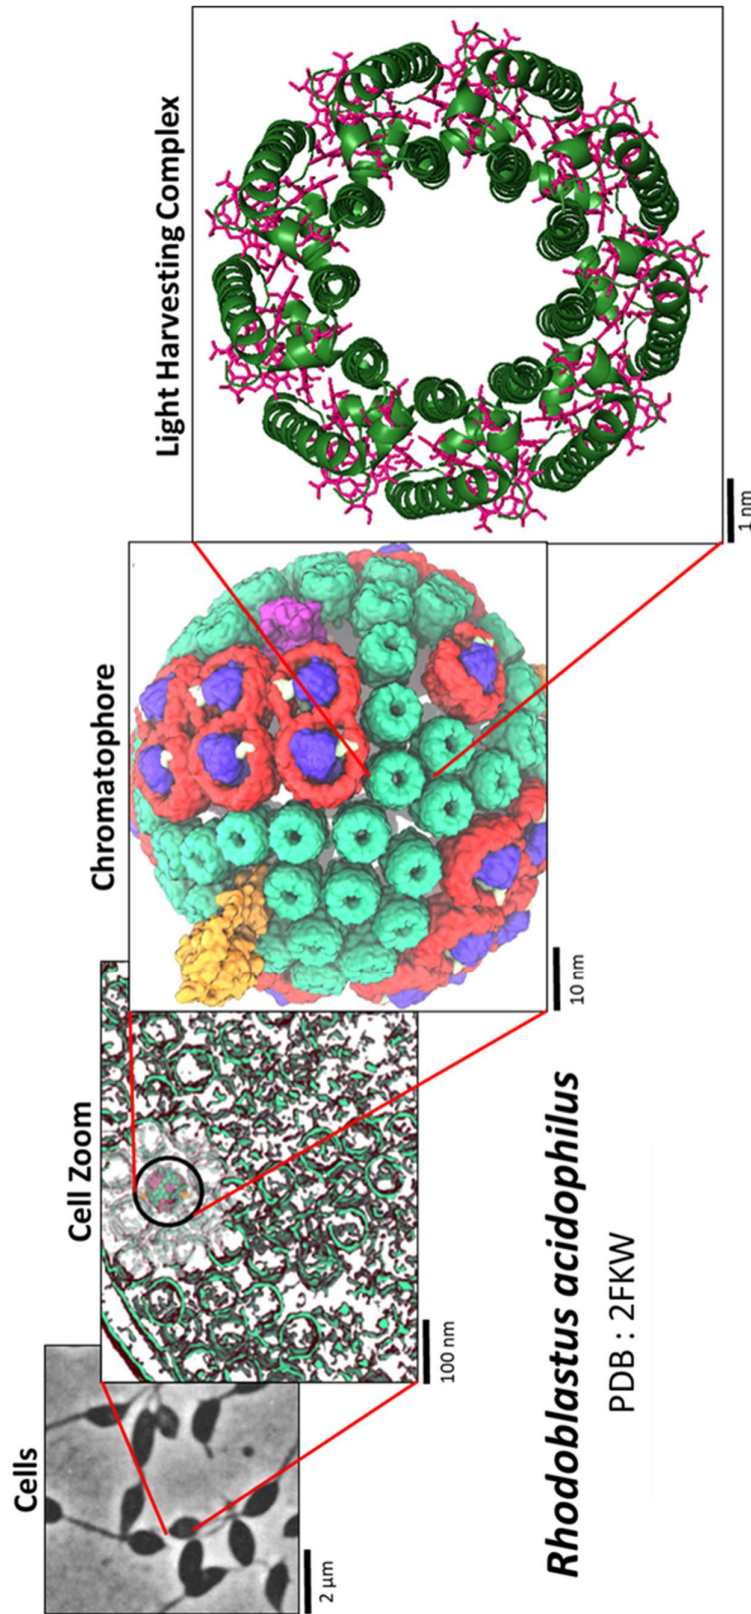 Cells
Cell Zoom
Chromatophore
Light Harvesting Complex
2 μm
100 nm
10 nm
1 nm
Rhodoblastus acidophilus
PDB : 2FKW